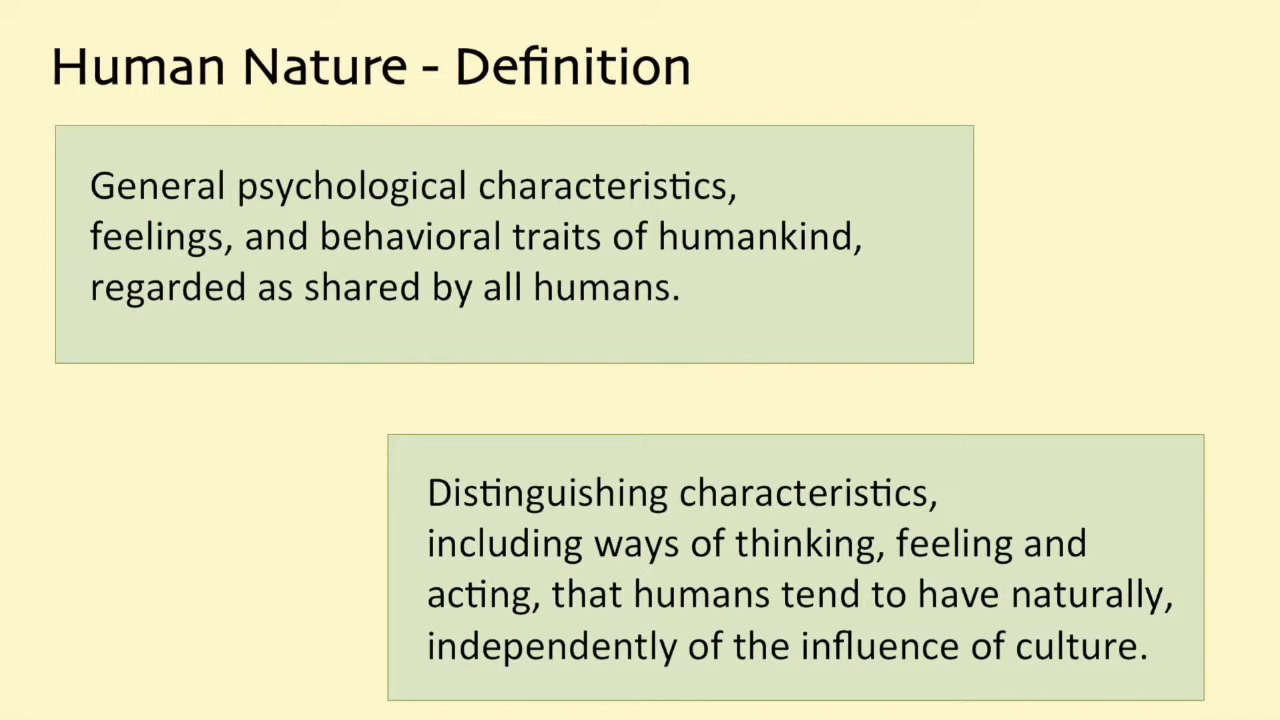 Human Nature - Definition
General psychological characteristics,
feelings, and behavioral traits of humankind,
regarded as shared by all humans.
Distinguishing characteristics,
including ways of thinking, feeling and
acting, that humans tend to have naturally,
independently of the influence of culture.